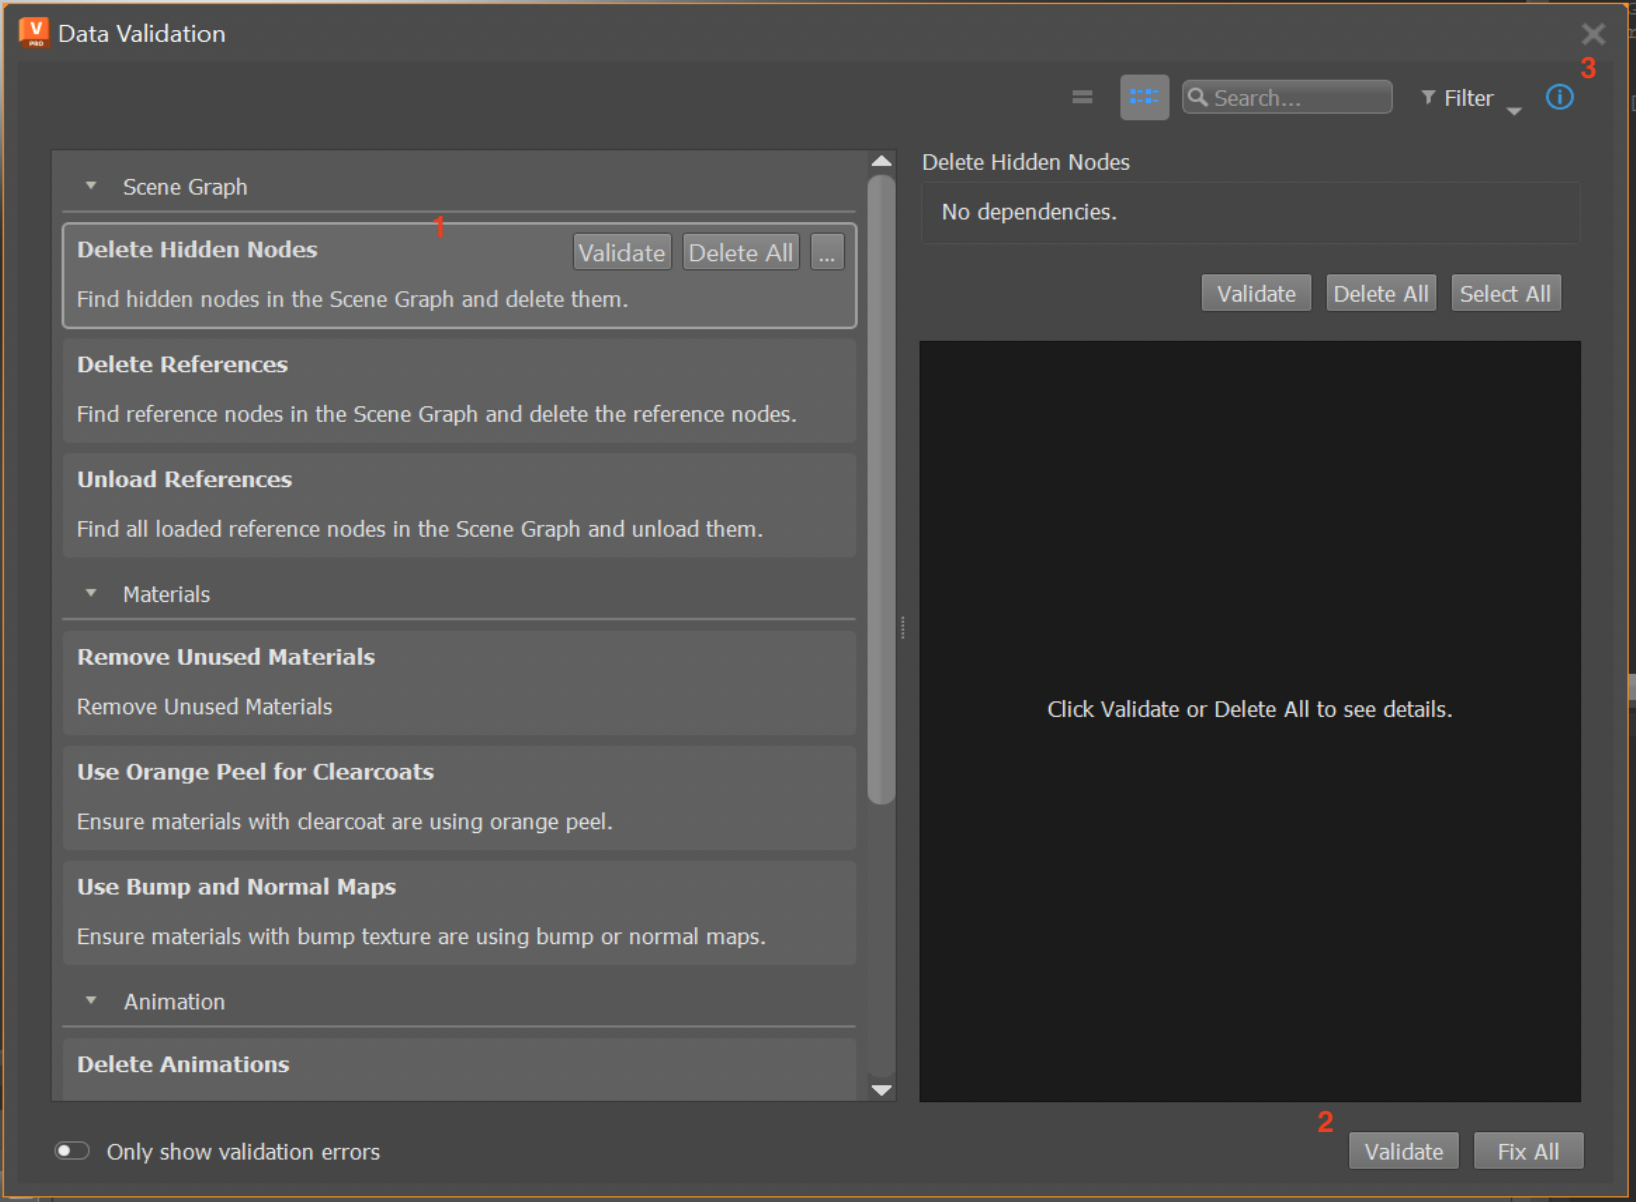 V
PRO
Data Validation
3
Search...
Filter
Scene Graph
1
Delete Hidden Nodes
Validate
Delete All
...
Find hidden nodes in the Scene Graph and delete them.
Delete References
Find reference nodes in the Scene Graph and delete the reference nodes.
Unload References
Find all loaded reference nodes in the Scene Graph and unload them.
Materials
Remove Unused Materials
Remove Unused Materials
Use Orange Peel for Clearcoats
Ensure materials with clearcoat are using orange peel.
Use Bump and Normal Maps
Ensure materials with bump texture are using bump or normal maps.
Animation
Delete Animations
Delete Hidden Nodes
No dependencies.
Validate
Delete All
Select All
Click Validate or Delete All to see details.
Only show validation errors
2
Validate
Fix All